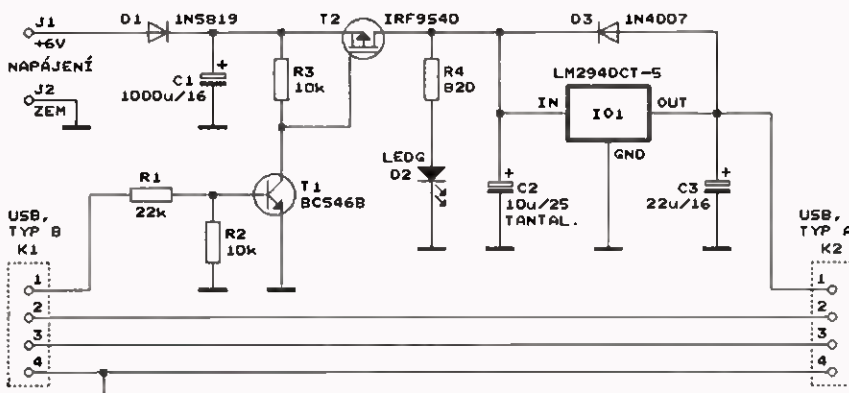 J1
+6V
NAPÁJENÍ
J2
ZEM
D1
1N5819
C1
1000u/16
+
R3
10k
T2
IRF9540
R4
820
LEDG
D2
D3
1N4007
LM2940CT-5
IN
IO1
OUT
GND
+
C2
10u/25
TANTAL.
+
C3
22u/16
R1
22k
R2
10k
T1
BC546B
USB,
TYP B
K1
1
2
3
4
USB,
TYP A
K2
1
2
3
4